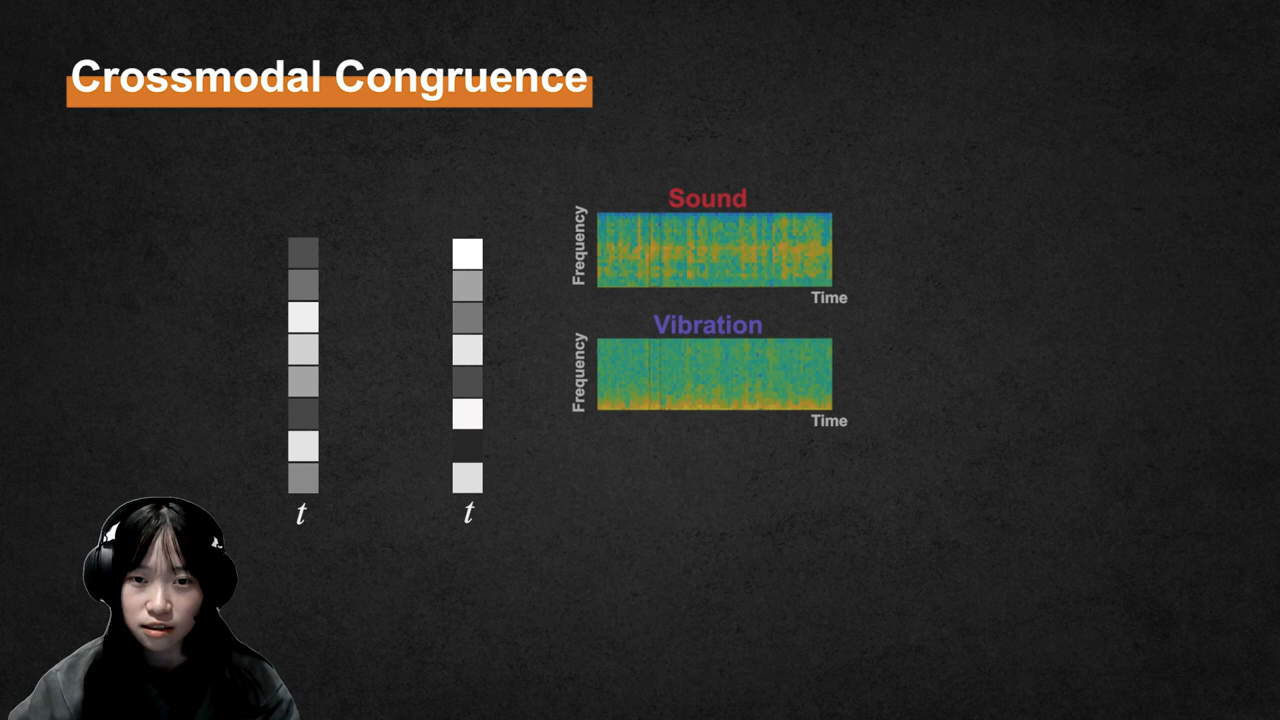 Crossmodal Congruence
Sound
Frequency
Time
Vibration
Frequency
Time
t
t